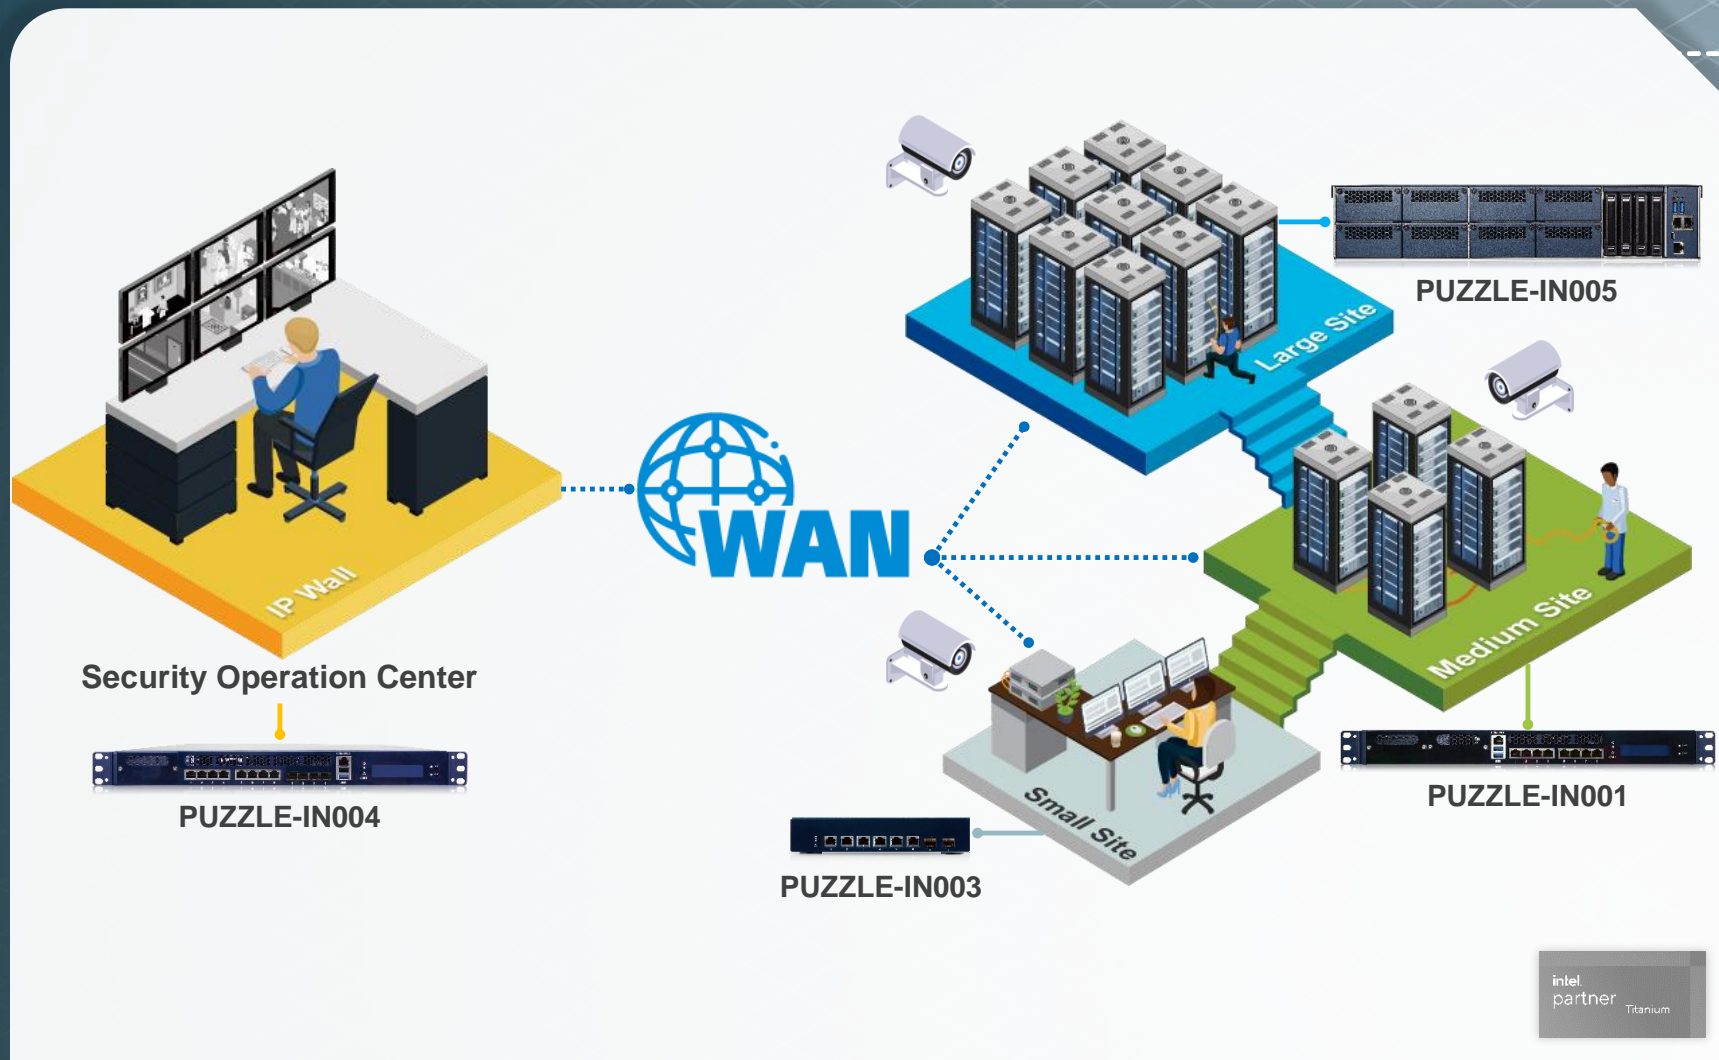 PUZZLE-IN005
Large Site
WAN
IP Wall
Medium Site
Security Operation Center
PUZZLE-IN001
Small Site
PUZZLE-IN004
PUZZLE-IN003
intel.
partner
Titanium